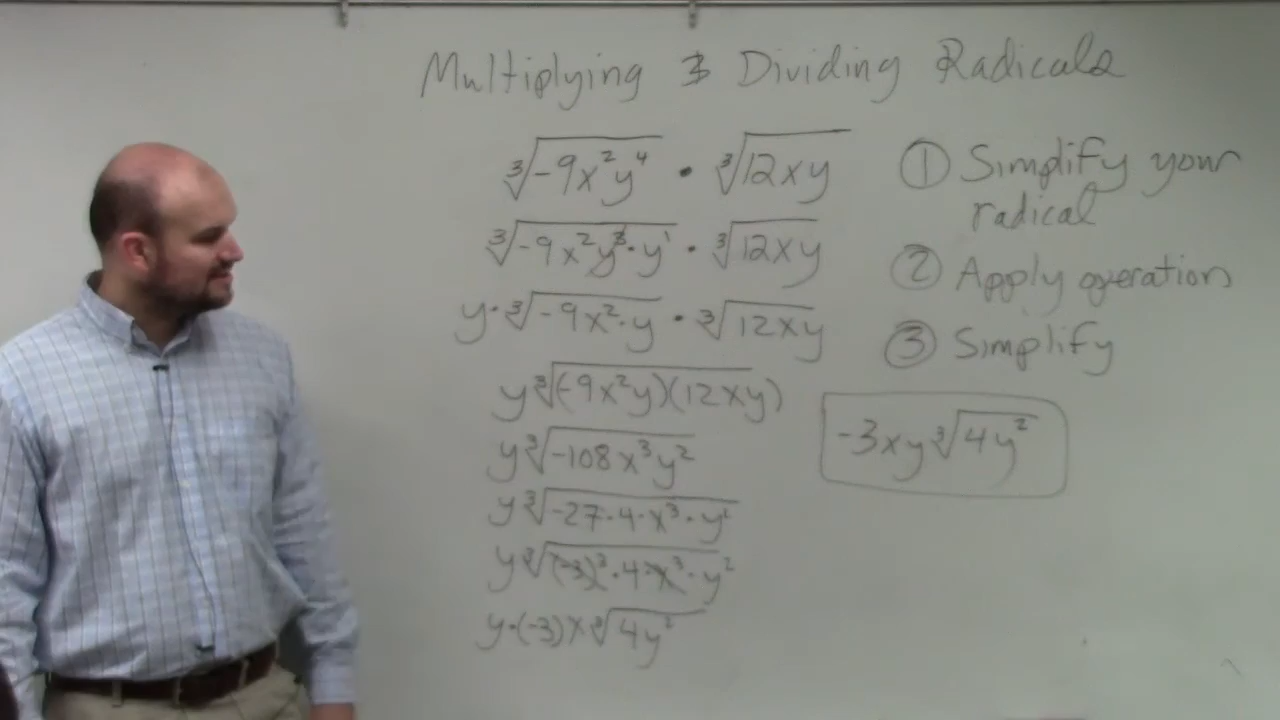 Multiplying & Dividing Radicals
∛-9x²y⁴ · ∛12xy
∛-9x²y³·y¹ · ∛12xy
y·∛-9x²·y · ∛12xy
y∛(-9x²y)(12xy)
y∛-108x³y²
y∛-27·4·x³·y²
y∛(-3)³·4·x³·y²
y·(-3)x∛4y²
① Simplify your
radical
② Apply operation
③ Simplify
-3xy∛4y²